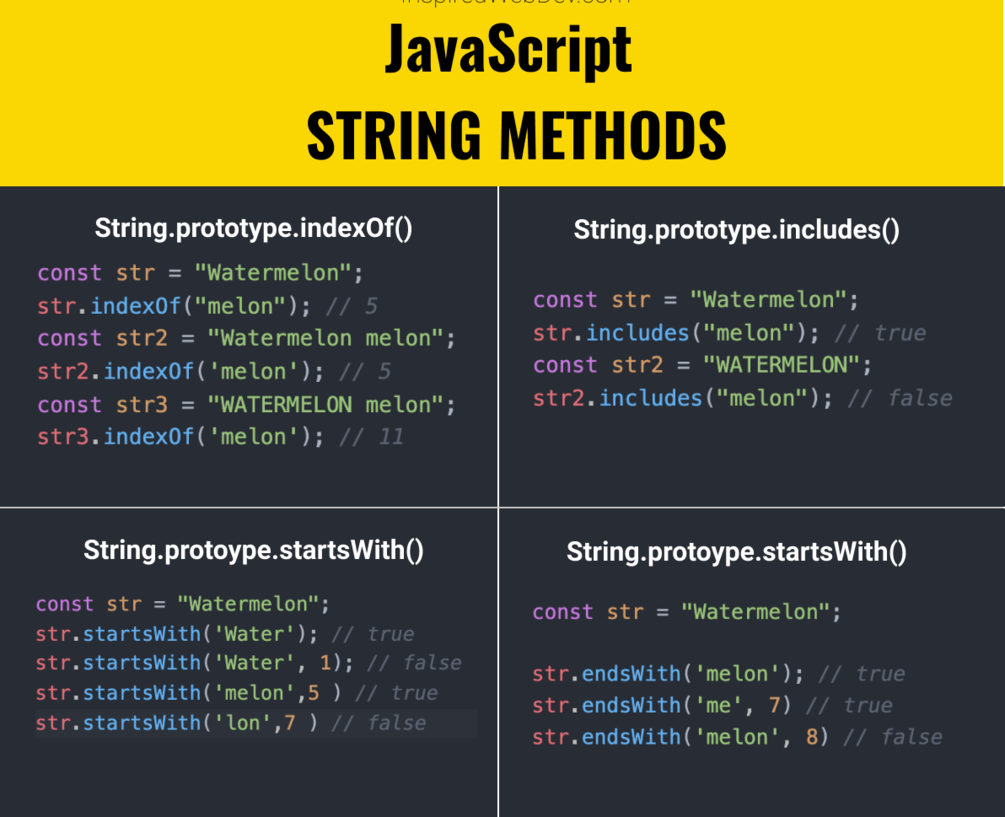 InspiredWebDev.com
JavaScript
STRING METHODS
String.prototype.indexOf()
const str = "Watermelon";
str.indexOf("melon"); // 5
const str2 = "Watermelon melon";
str2.indexOf('melon'); // 5
const str3 = "WATERMELON melon";
str3.indexOf('melon'); // 11
String.prototype.includes()
const str = "Watermelon";
str.includes("melon"); // true
const str2 = "WATERMELON";
str2.includes("melon"); // false
String.protoype.startsWith()
const str = "Watermelon";
str.startsWith('Water'); // true
str.startsWith('Water', 1); // false
str.startsWith('melon',5 ) // true
str.startsWith('lon',7 ) // false
String.protoype.startsWith()
const str = "Watermelon";
str.endsWith('melon'); // true
str.endsWith('me', 7) // true
str.endsWith('melon', 8) // false